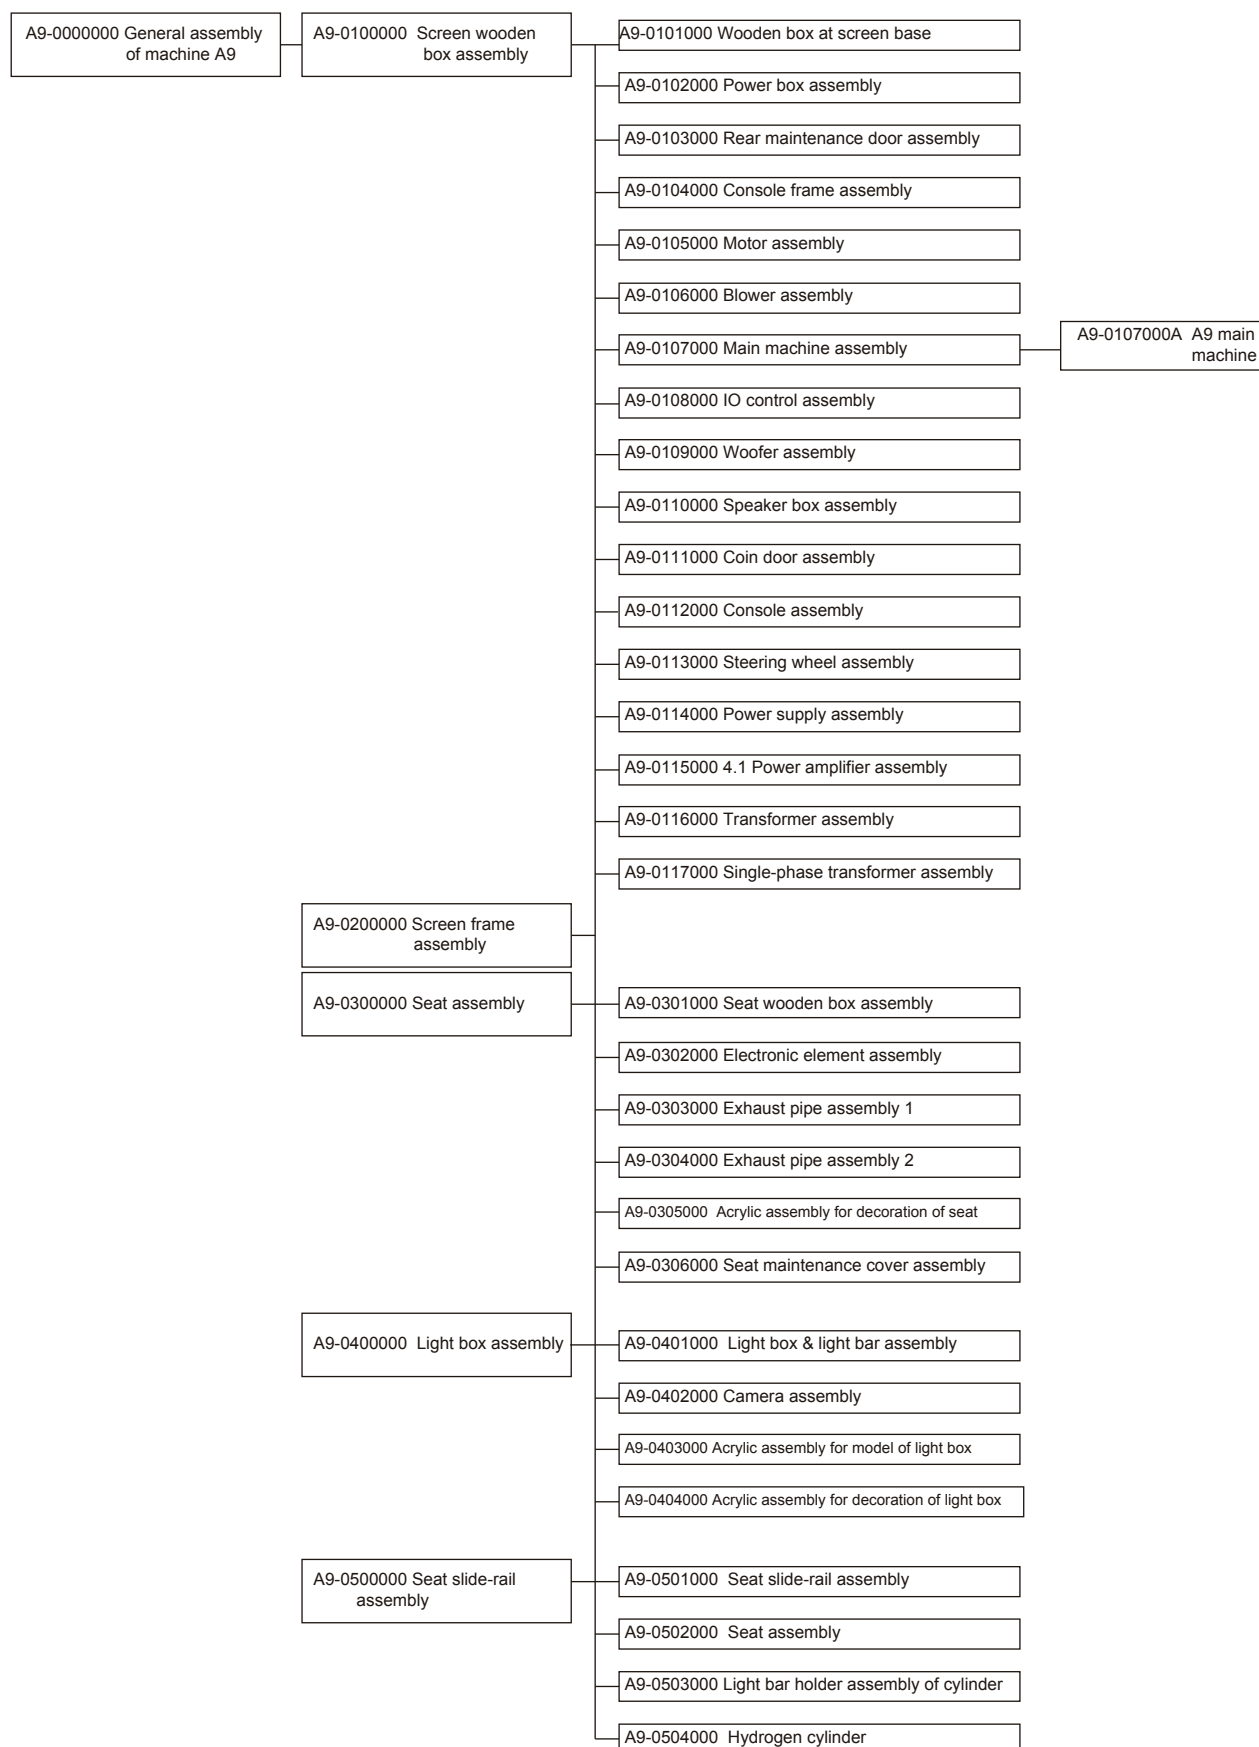 A9-0000000 General assembly
of machine A9
A9-0100000 Screen wooden
box assembly
A9-0101000 Wooden box at screen base
A9-0102000 Power box assembly
A9-0103000 Rear maintenance door assembly
A9-0104000 Console frame assembly
A9-0105000 Motor assembly
A9-0106000 Blower assembly
A9-0107000 Main machine assembly
A9-0107000A A9 main
machine
A9-0108000 IO control assembly
A9-0109000 Woofer assembly
A9-0110000 Speaker box assembly
A9-0111000 Coin door assembly
A9-0112000 Console assembly
A9-0113000 Steering wheel assembly
A9-0114000 Power supply assembly
A9-0115000 4.1 Power amplifier assembly
A9-0116000 Transformer assembly
A9-0117000 Single-phase transformer assembly
A9-0200000 Screen frame
assembly
A9-0300000 Seat assembly
A9-0301000 Seat wooden box assembly
A9-0302000 Electronic element assembly
A9-0303000 Exhaust pipe assembly 1
A9-0304000 Exhaust pipe assembly 2
A9-0305000 Acrylic assembly for decoration of seat
A9-0306000 Seat maintenance cover assembly
A9-0400000 Light box assembly
A9-0401000 Light box & light bar assembly
A9-0402000 Camera assembly
A9-0403000 Acrylic assembly for model of light box
A9-0404000 Acrylic assembly for decoration of light box
A9-0500000 Seat slide-rail
assembly
A9-0501000 Seat slide-rail assembly
A9-0502000 Seat assembly
A9-0503000 Light bar holder assembly of cylinder
A9-0504000 Hydrogen cylinder